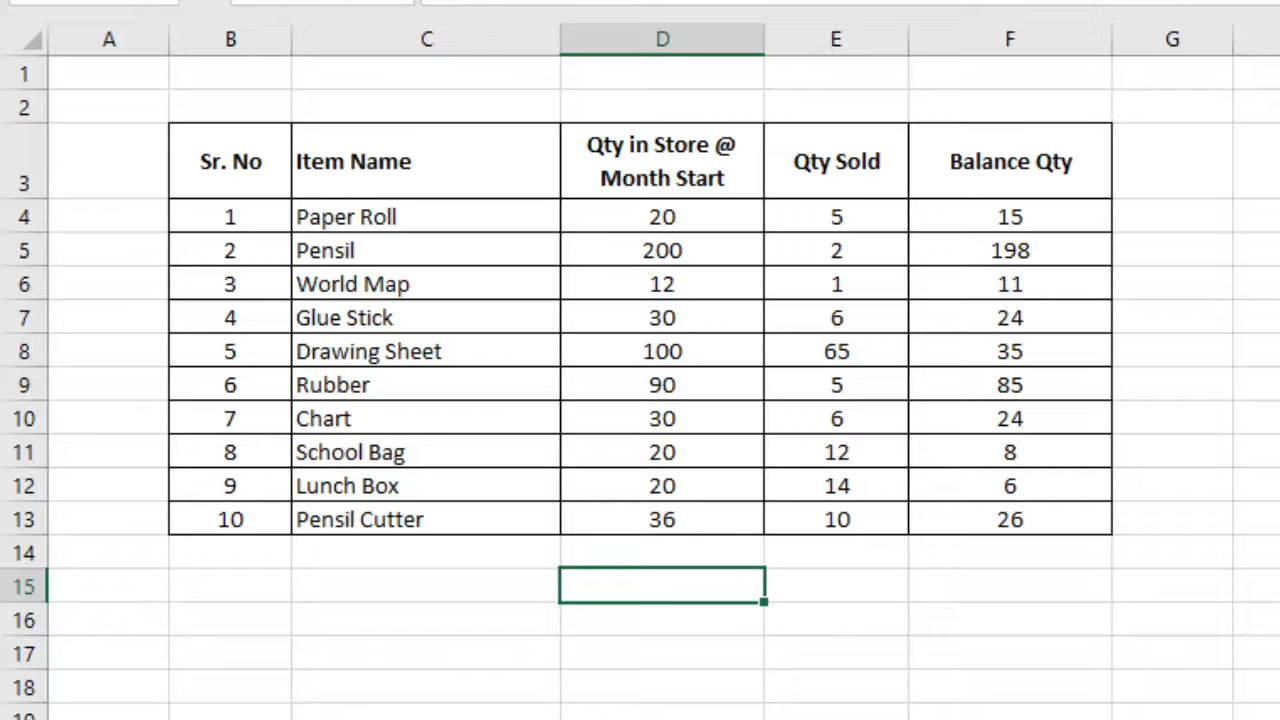 A B C D E F G
1
2
3 Sr. No Item Name Qty in Store @ Month Start Qty Sold Balance Qty
4 1 Paper Roll 20 5 15
5 2 Pensil 200 2 198
6 3 World Map 12 1 11
7 4 Glue Stick 30 6 24
8 5 Drawing Sheet 100 65 35
9 6 Rubber 90 5 85
10 7 Chart 30 6 24
11 8 School Bag 20 12 8
12 9 Lunch Box 20 14 6
13 10 Pensil Cutter 36 10 26
14
15
16
17
18
19